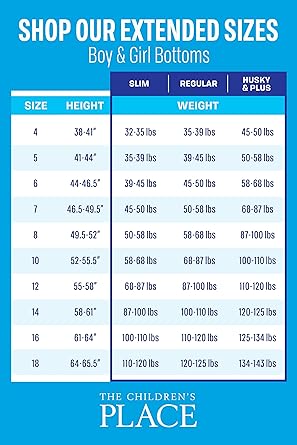 SHOP OUR EXTENDED SIZES
Boy & Girl Bottoms
SLIM REGULAR HUSKY & PLUS
SIZE HEIGHT WEIGHT
4 38-41" 32-35 lbs 35-39 lbs 45-50 lbs
5 41-44" 35-39 lbs 39-45 lbs 50-58 lbs
6 44-46.5" 39-45 lbs 45-50 lbs 58-68 lbs
7 46.5-49.5" 45-50 lbs 50-58 lbs 68-87 lbs
8 49.5-52" 50-58 lbs 58-68 lbs 87-100 lbs
10 52-55.5" 58-68 lbs 68-87 lbs 100-110 lbs
12 55-58" 68-87 lbs 87-100 lbs 110-120 lbs
14 58-61" 87-100 lbs 100-110 lbs 120-125 lbs
16 61-64" 100-110 lbs 110-120 lbs 125-134 lbs
18 64-65.5" 110-120 lbs 120-125 lbs 134-143 lbs
THE CHILDREN'S
PLACE